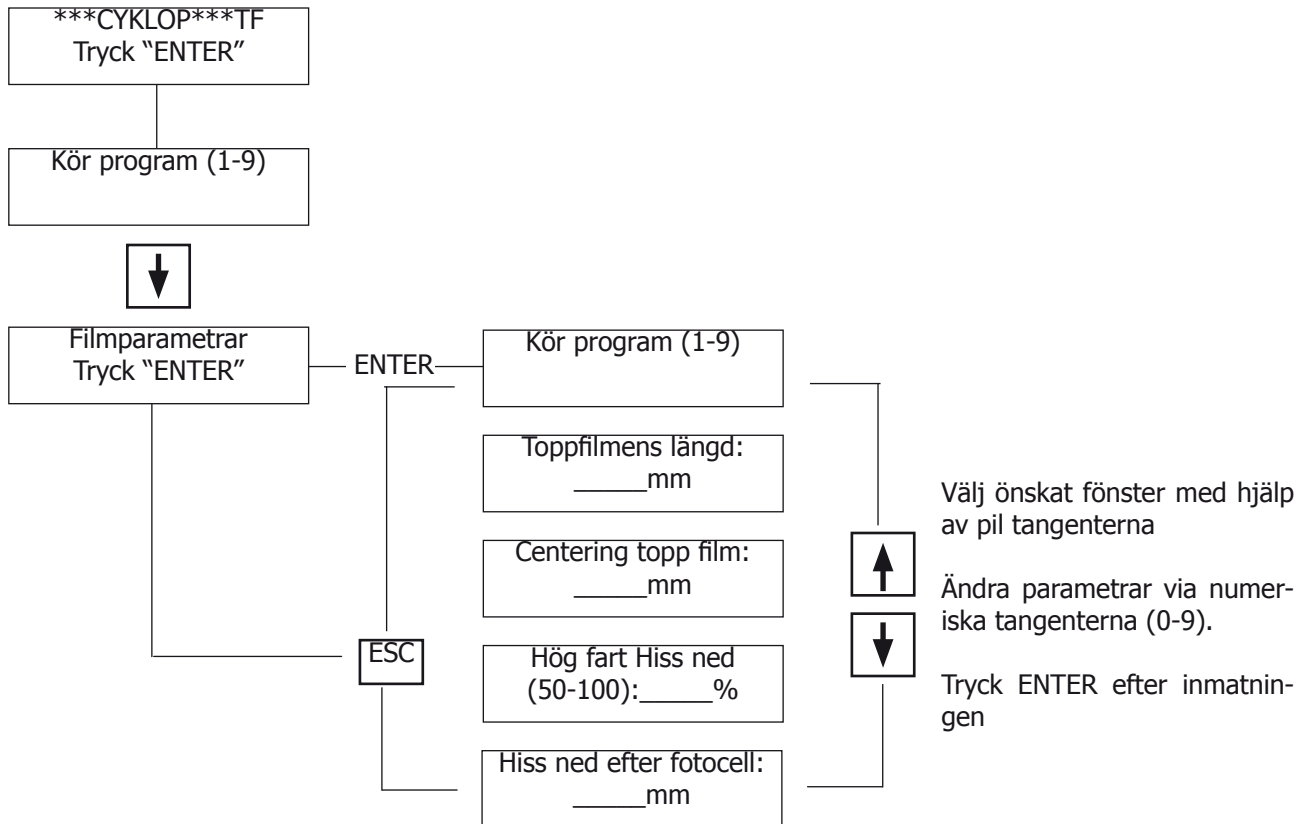 ***CYKLOP***TF
Tryck “ENTER”
Kör program (1-9)
Filmparametrar
Tryck “ENTER”
ENTER
Kör program (1-9)
Toppfilmens längd:
_____mm
Centering topp film:
_____mm
ESC
Hög fart Hiss ned
(50-100):_____%
Hiss ned efter fotocell:
_____mm
Välj önskat fönster med hjälp
av pil tangenterna
Ändra parametrar via numer-
iska tangenterna (0-9).
Tryck ENTER efter inmatnin-
gen